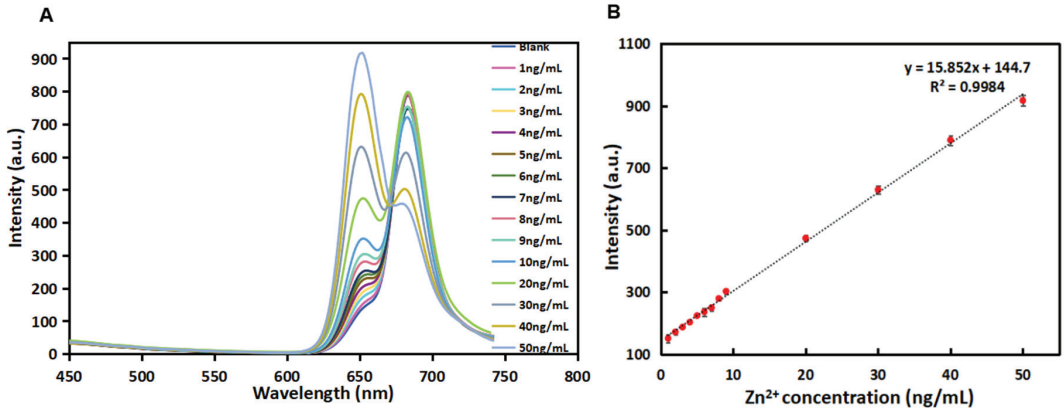 A
Intensity (a.u.)
900
800
700
600
500
400
300
200
100
0
450
500
550
600
650
700
750
800
Wavelength (nm)
Blank
1ng/mL
2ng/mL
3ng/mL
4ng/mL
5ng/mL
6ng/mL
7ng/mL
8ng/mL
9ng/mL
10ng/mL
20ng/mL
30ng/mL
40ng/mL
50ng/mL
B
Intensity (a.u.)
1100
900
700
500
300
100
y = 15.852x + 144.7
R² = 0.9984
0
10
20
30
40
50
Zn²⁺ concentration (ng/mL)